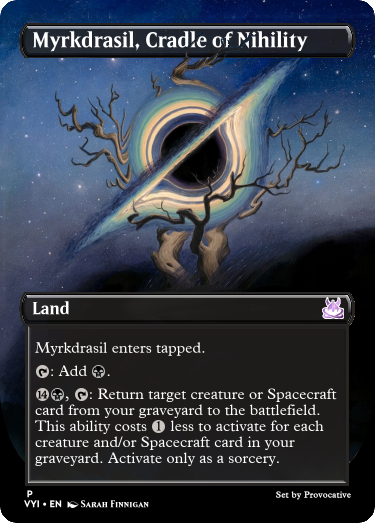 Myrkdrasil, Cradle of Nihility
Land
Myrkdrasil enters tapped.
: Add .
14 , : Return target creature or Spacecraft
card from your graveyard to the battlefield.
This ability costs 1 less to activate for each
creature and/or Spacecraft card in your
graveyard. Activate only as a sorcery.
P
VYI • EN Sarah Finnigan
Set by Provocative